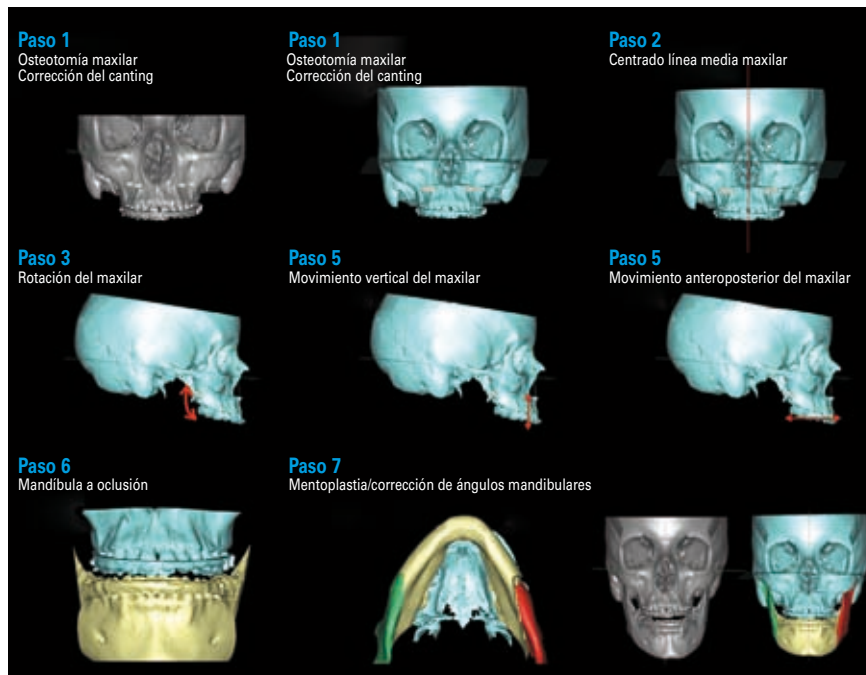 Paso 1
Osteotomía maxilar
Corrección del canting
Paso 1
Osteotomía maxilar
Corrección del canting
Paso 2
Centrado línea media maxilar
Paso 3
Rotación del maxilar
Paso 5
Movimiento vertical del maxilar
Paso 5
Movimiento anteroposterior del maxilar
Paso 6
Mandíbula a oclusión
Paso 7
Mentoplastia/corrección de ángulos mandibulares